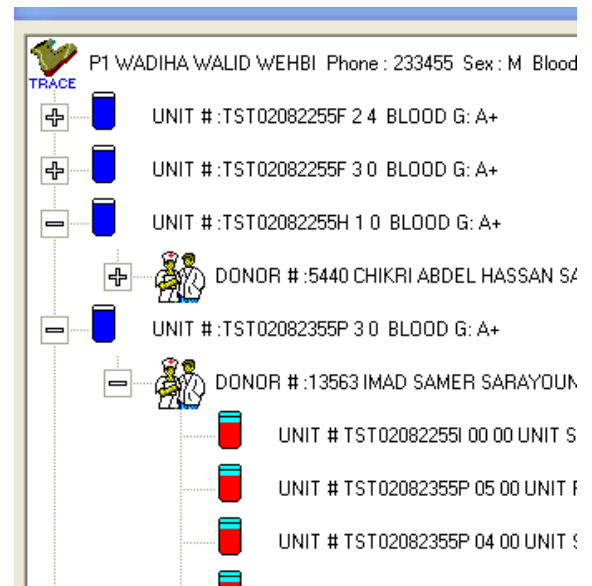 P1 WADIHA WALID WEHBI Phone : 233455 Sex : M Blood
TRACE
UNIT # :TST02082255F 2 4 BLOOD G: A+
UNIT # :TST02082255F 3 0 BLOOD G: A+
UNIT # :TST02082255H 1 0 BLOOD G: A+
DONOR # :5440 CHIKRI ABDEL HASSAN SA
UNIT # :TST02082355P 3 0 BLOOD G: A+
DONOR # :13563 IMAD SAMER SARAYOUN
UNIT # TST02082255I 00 00 UNIT S
UNIT # TST02082355P 05 00 UNIT
UNIT # TST02082355P 04 00 UNIT